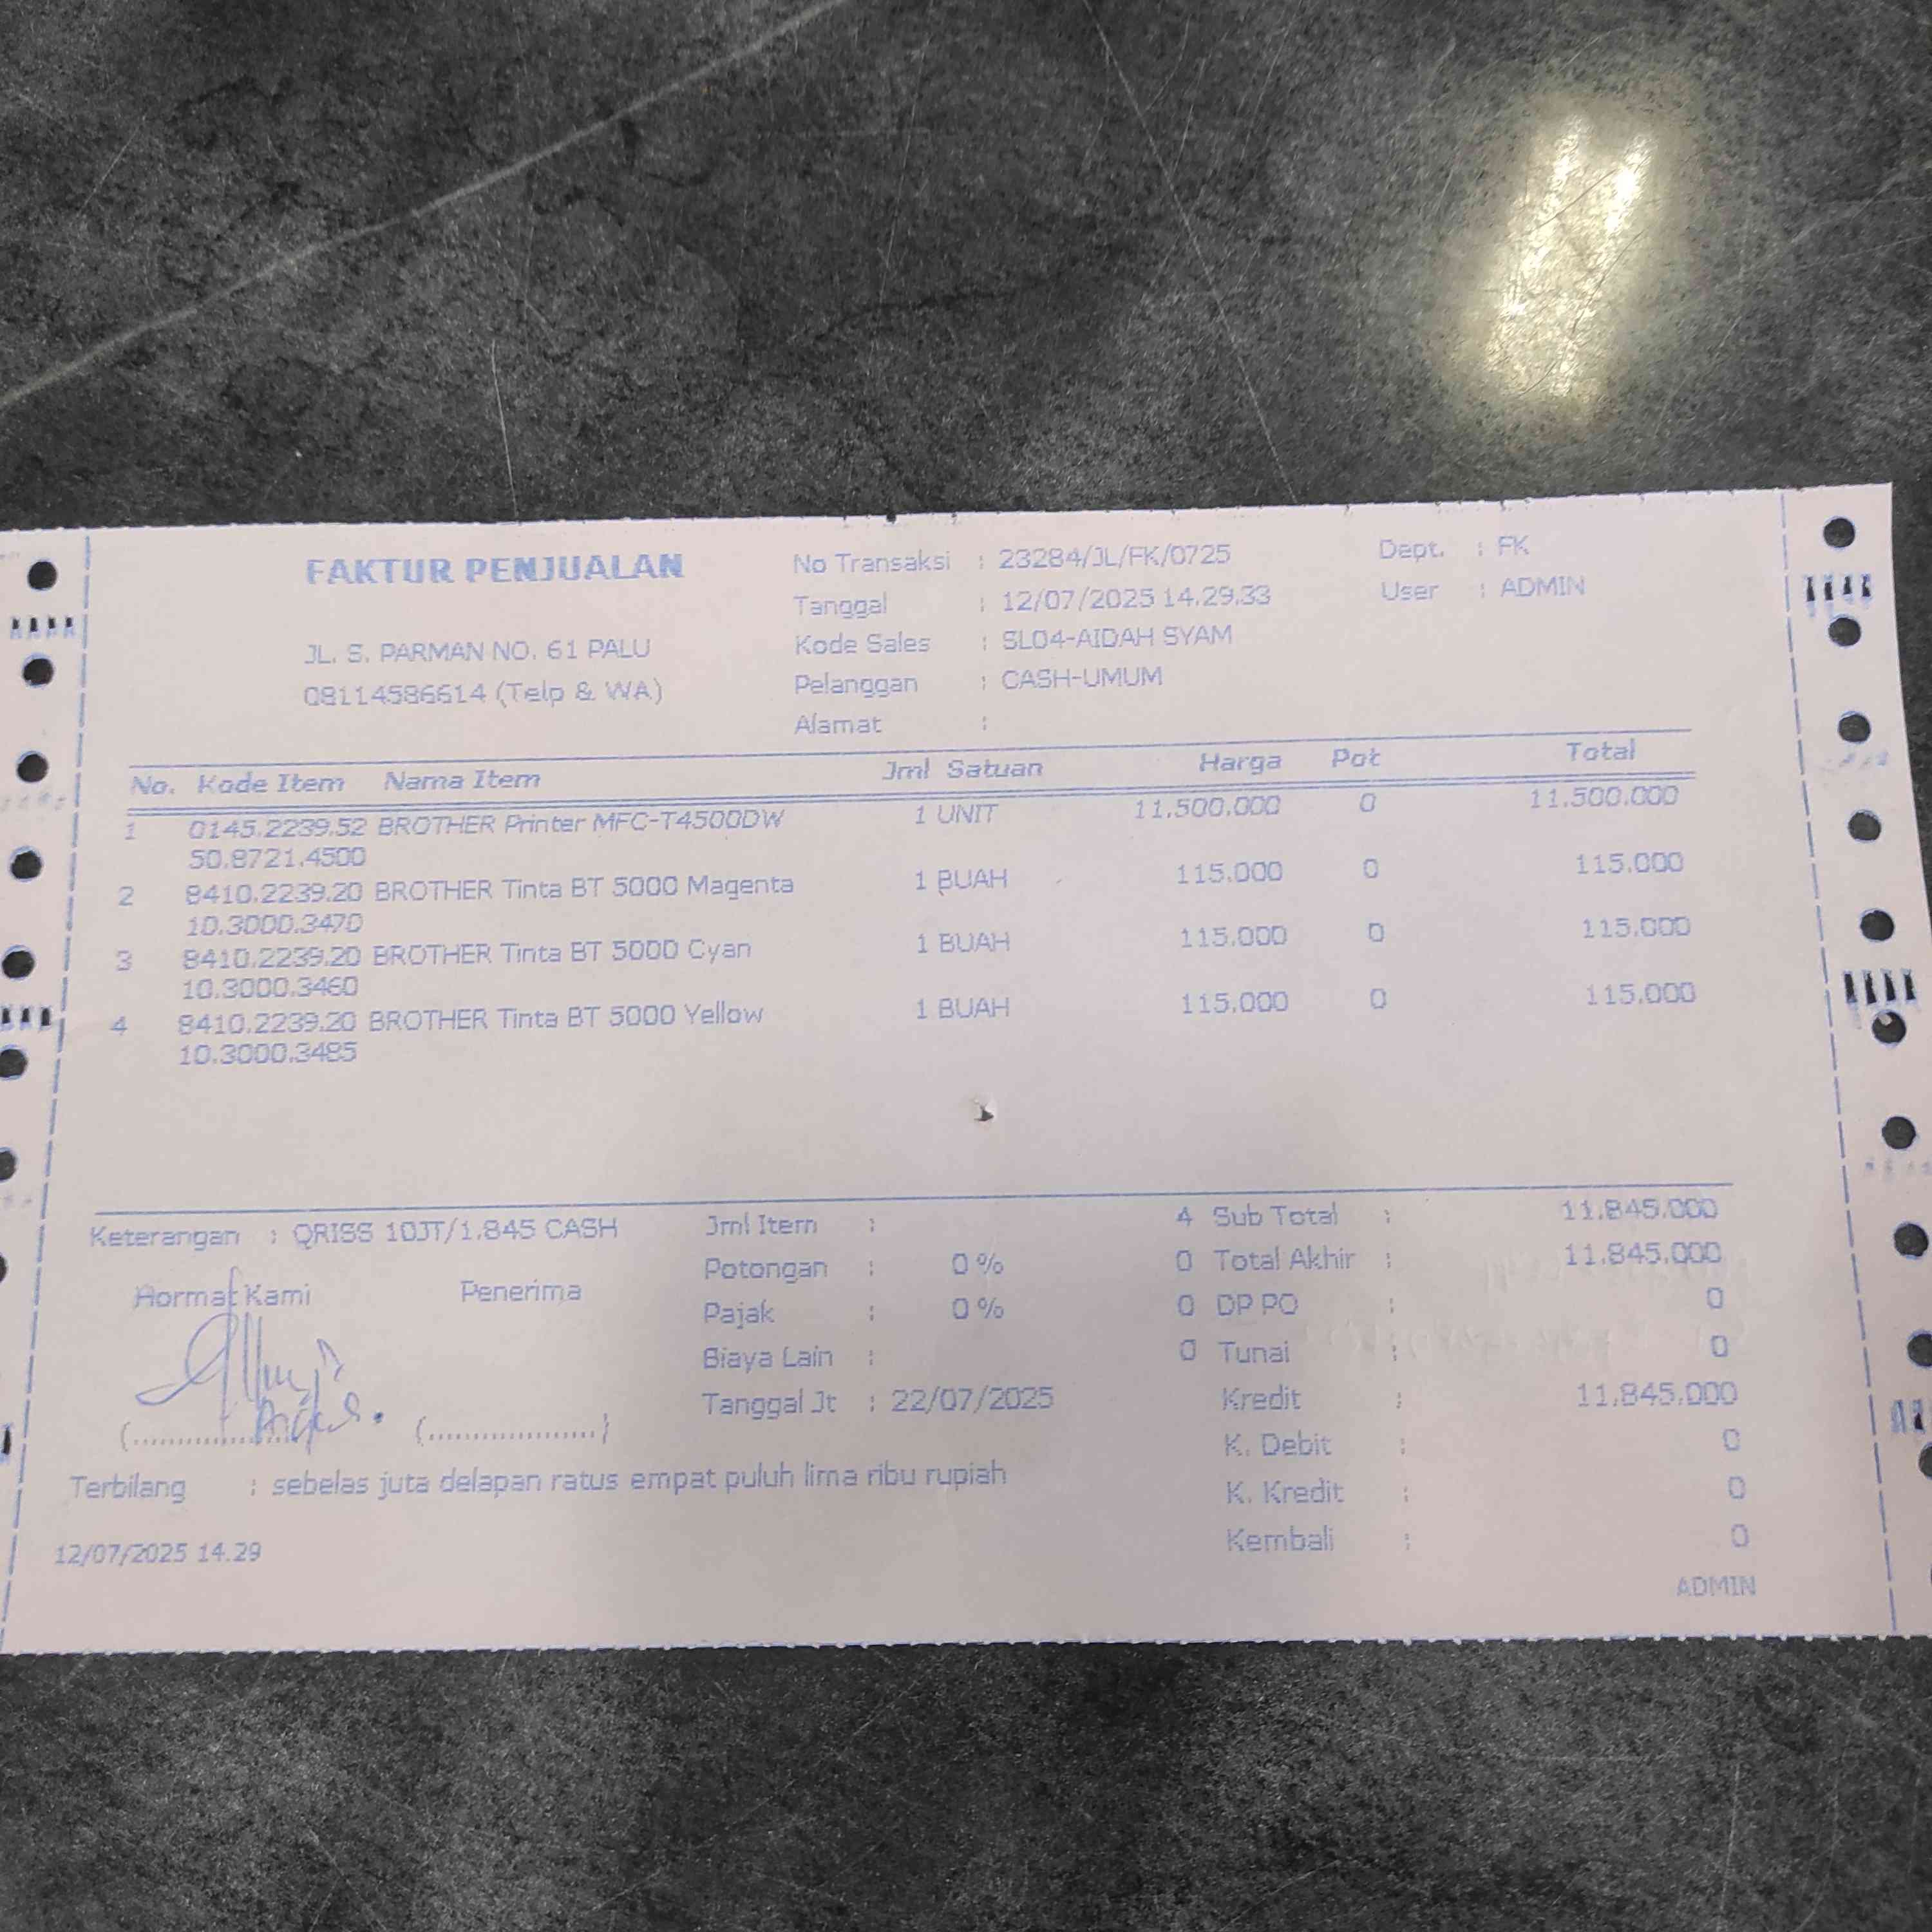 FAKTUR PENJUALAN
JL. S. PARMAN NO. 61 PALU
08114586614 (Telp & WA)
No Transaksi : 23284/JL/FK/0725
Tanggal : 12/07/2025 14.29.33
Kode Sales : SL04-AIDAH SYAM
Pelanggan : CASH-UMUM
Alamat :
Dept. : FK
User : ADMIN
No. Kode Item Nama Item Jml Satuan Harga Pot Total
1 0145.2239.52 BROTHER Printer MFC-T4500DW 1 UNIT 11.500.000 0 11.500.000
50.8721.4500
2 8410.2239.20 BROTHER Tinta BT 5000 Magenta 1 BUAH 115.000 0 115.000
10.3000.3470
3 8410.2239.20 BROTHER Tinta BT 5000 Cyan 1 BUAH 115.000 0 115.000
10.3000.3460
4 8410.2239.20 BROTHER Tinta BT 5000 Yellow 1 BUAH 115.000 0 115.000
10.3000.3485
Keterangan : QRISS 10JT/1.845 CASH
Hormat Kami Penerima
(....................) (....................)
Jml Item : 4
Potongan : 0 % 0
Pajak : 0 % 0
Biaya Lain : 0
Tanggal Jt : 22/07/2025
Sub Total : 11.845.000
Total Akhir : 11.845.000
DP PO : 0
Tunai : 0
Kredit : 11.845.000
K. Debit : 0
K. Kredit : 0
Kembali : 0
Terbilang : sebelas juta delapan ratus empat puluh lima ribu rupiah
12/07/2025 14.29
ADMIN